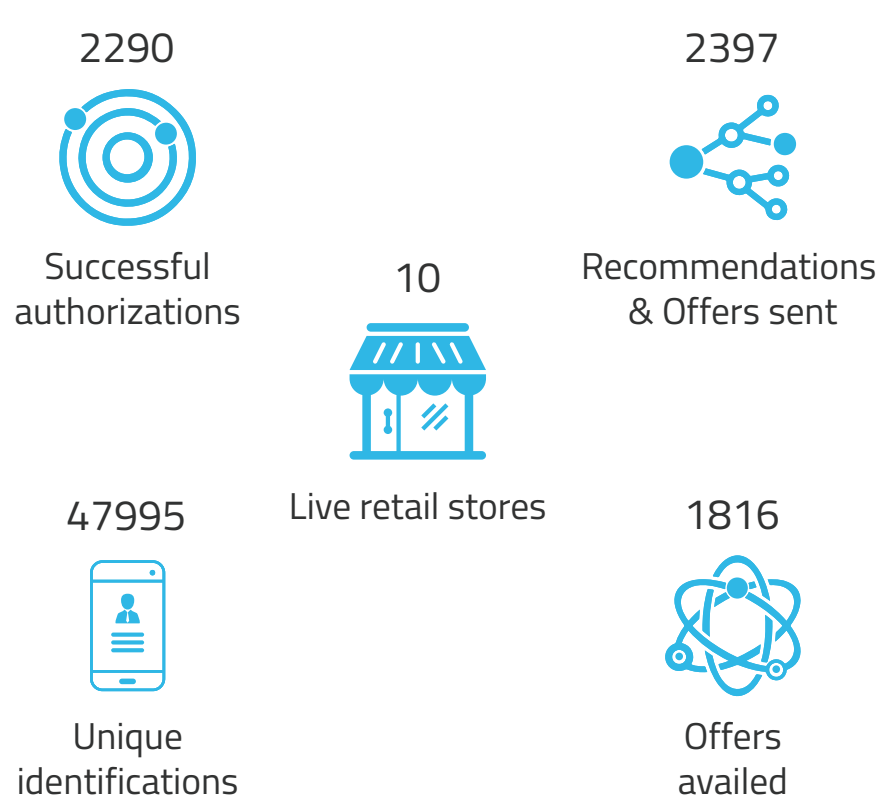 2290
Successful
authorizations
2397
Recommendations
& Offers sent
10
Live retail stores
47995
Unique
identifications
1816
Offers
availed